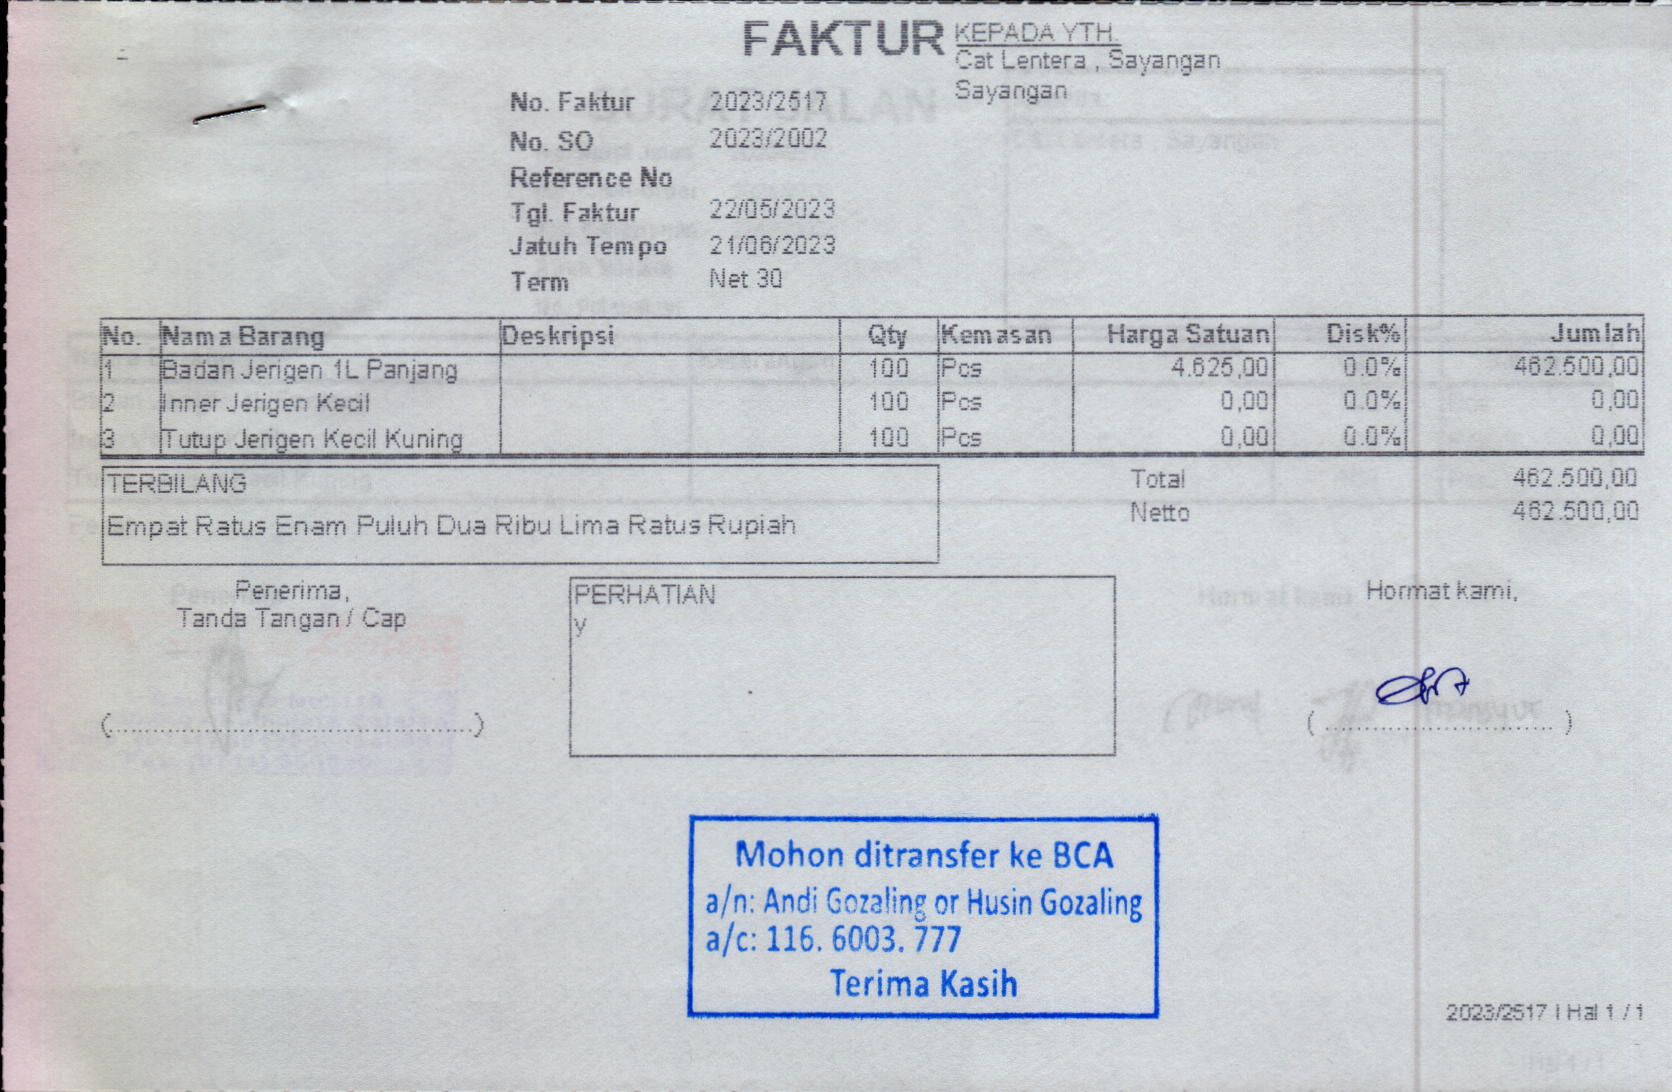 FAKTUR
KEPADA YTH.
Cat Lentera , Sayangan
Sayangan
No. Faktur 2023/2517
No. SO 2023/2002
Reference No
Tgl. Faktur 22/05/2023
Jatuh Tempo 21/06/2023
Term Net 30
No. Nama Barang Deskripsi Qty Kemasan Harga Satuan Disk% Jumlah
1 Badan Jerigen 1L Panjang 100 Pcs 4.625,00 0.0% 462.500,00
2 Inner Jerigen Kecil 100 Pcs 0,00 0.0% 0,00
3 Tutup Jerigen Kecil Kuning 100 Pcs 0,00 0.0% 0,00
TERBILANG
Empat Ratus Enam Puluh Dua Ribu Lima Ratus Rupiah
Total 462.500,00
Netto 462.500,00
Penerima,
Tanda Tangan / Cap
(............................................................)
PERHATIAN
y
Hormat kami,
(......................................)
Mohon ditransfer ke BCA
a/n: Andi Gozaling or Husin Gozaling
a/c: 116. 6003. 777
Terima Kasih
2023/2517 | Hal 1 / 1